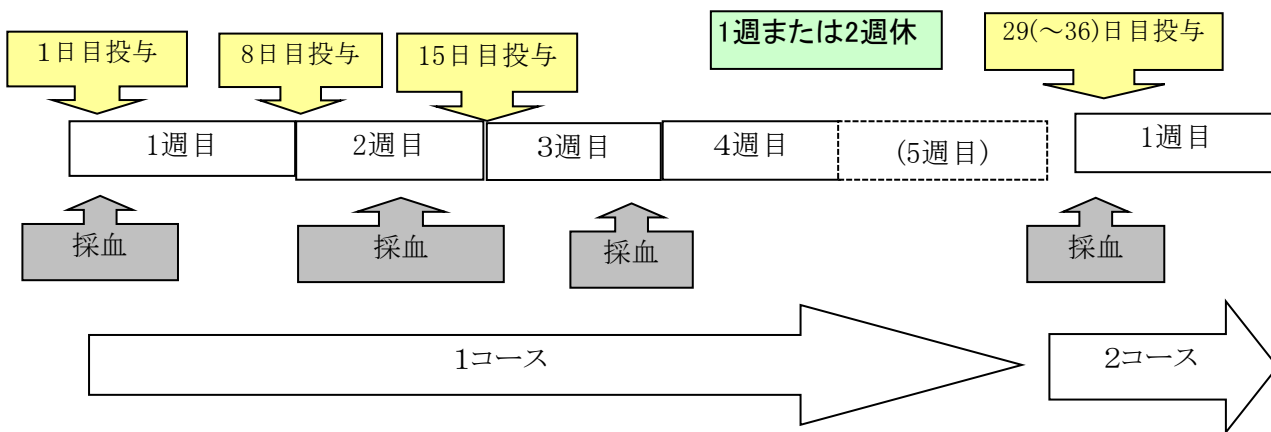 1週または2週休
1日目投与
8日目投与
15日目投与
29(～36)日目投与
1週目
2週目
3週目
4週目
(5週目)
1週目
採血
採血
採血
採血
1コース
2コース